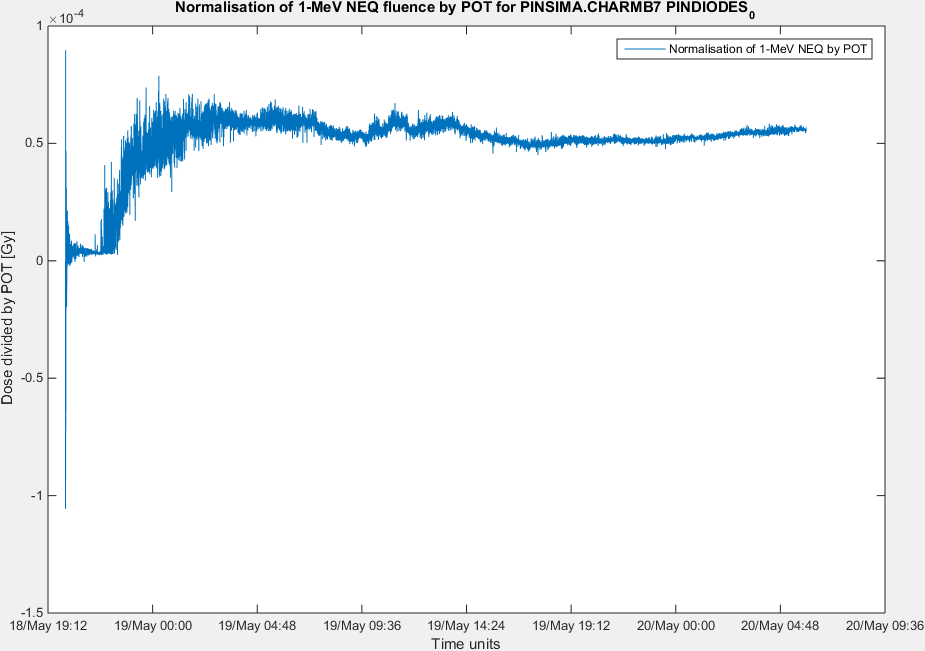 Normalisation of 1-MeV NEQ fluence by POT for PINSIMA.CHARMB7 PINDIODES0
×10-4
Normalisation of 1-MeV NEQ by POT
1
0.5
0
-0.5
-1
-1.5
Dose divided by POT [Gy]
18/May 19:12 19/May 00:00 19/May 04:48 19/May 09:36 19/May 14:24 19/May 19:12 20/May 00:00 20/May 04:48 20/May 09:36
Time units